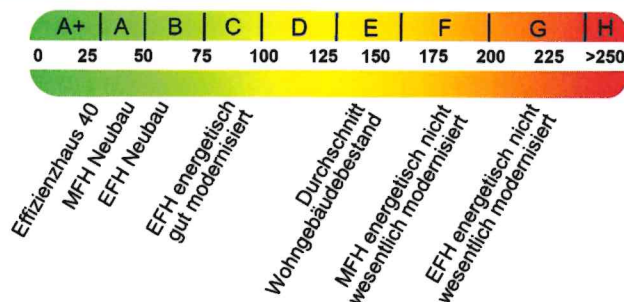 A+ A B C D E F G H
0 25 50 75 100 125 150 175 200 225 >250
Effizienzhaus 40
MFH Neubau
EFH Neubau
EFH energetisch
gut modernisiert
Durchschnitt
Wohngebäudebestand
MFH energetisch nicht
wesentlich modernisiert
EFH energetisch nicht
wesentlich modernisiert